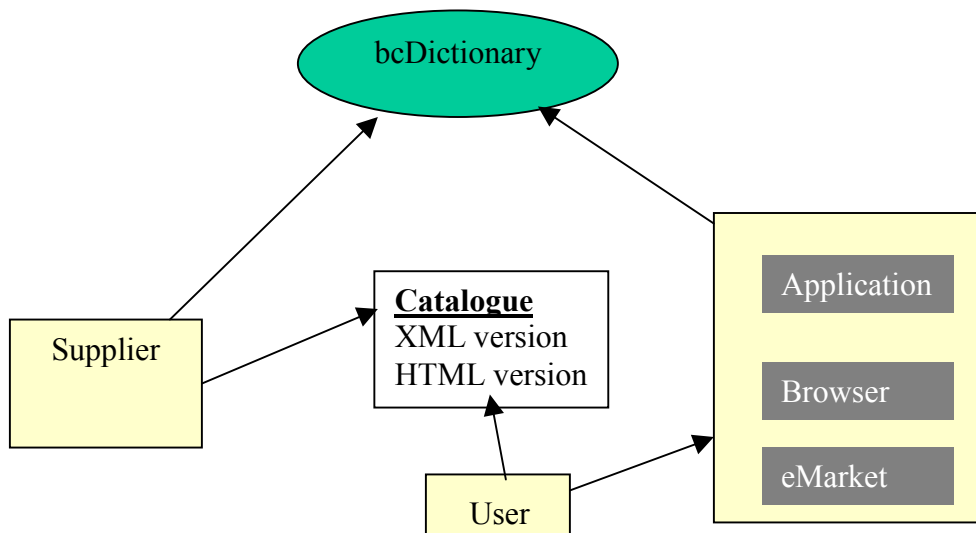 bcDictionary
Supplier
Catalogue
XML version
HTML version
User
Application
Browser
eMarket